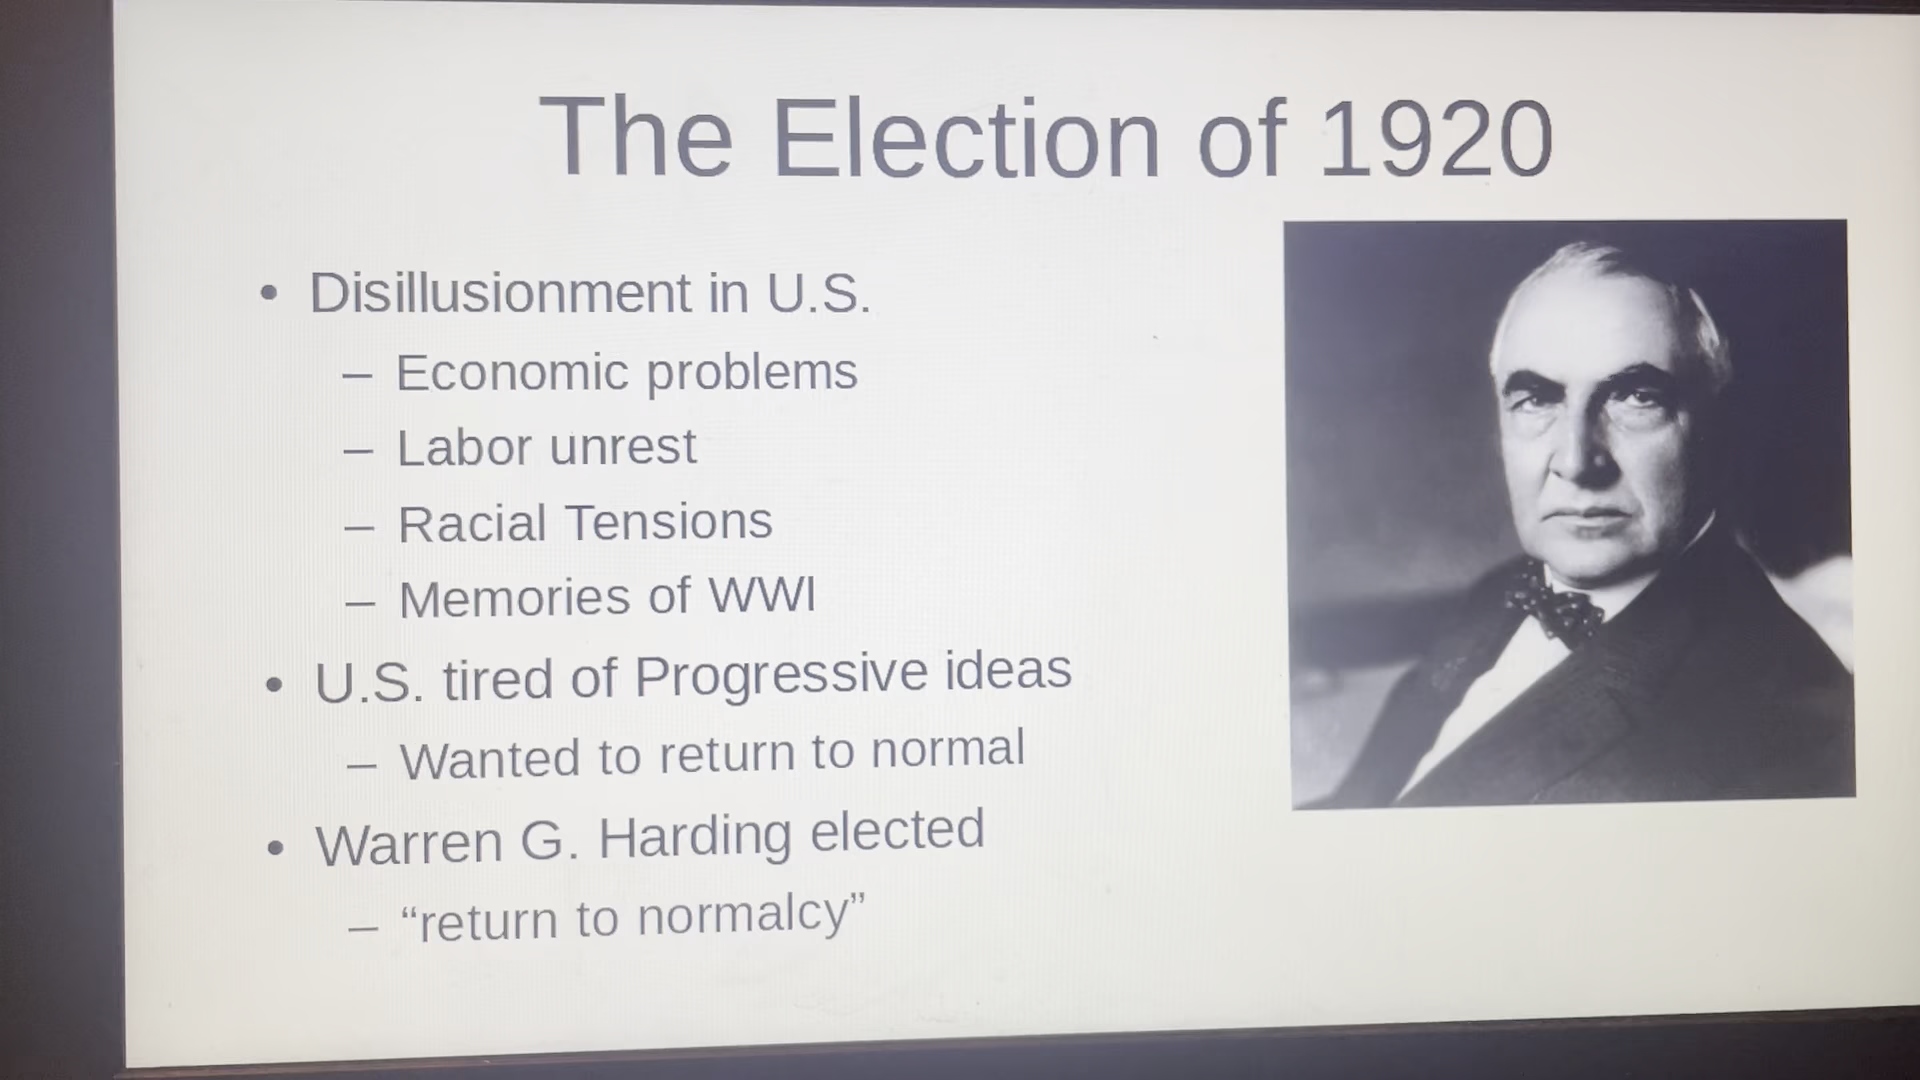 The Election of 1920
• Disillusionment in U.S.
– Economic problems
– Labor unrest
– Racial Tensions
– Memories of WWI
• U.S. tired of Progressive ideas
– Wanted to return to normal
• Warren G. Harding elected
– “return to normalcy”